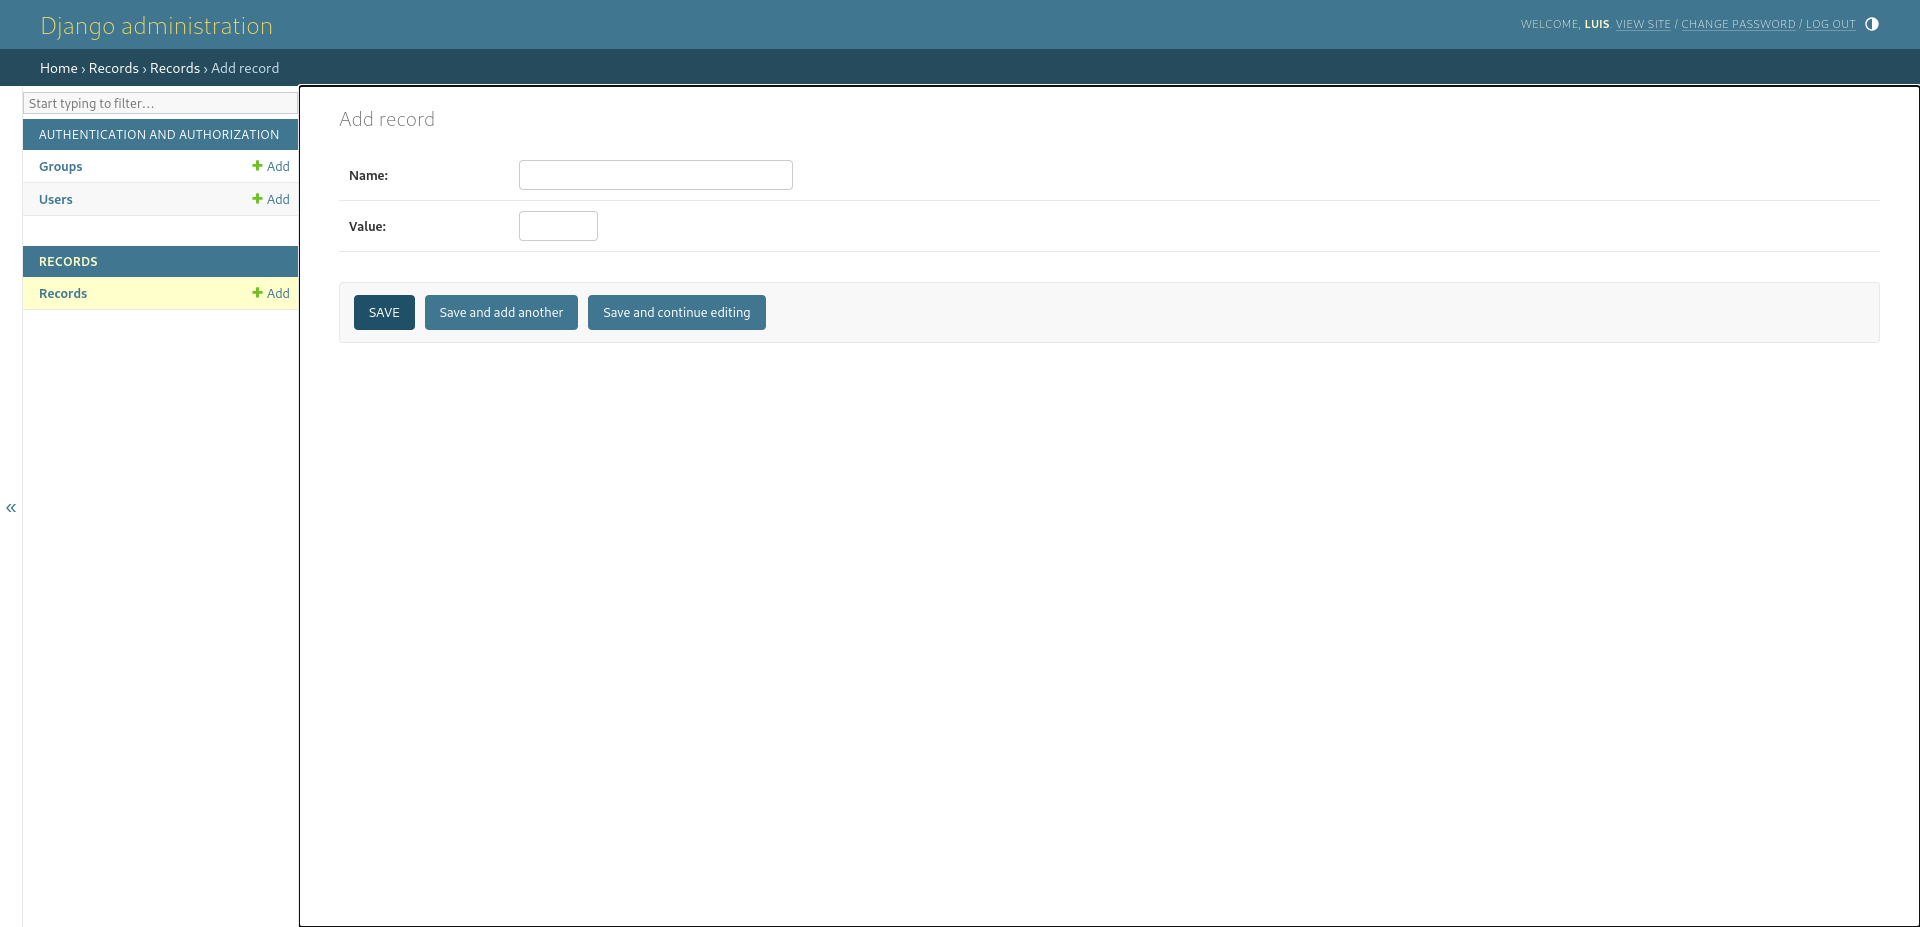 Django administration
WELCOME, LUIS. VIEW SITE / CHANGE PASSWORD / LOG OUT
Home › Records › Records › Add record
Start typing to filter…
AUTHENTICATION AND AUTHORIZATION
Groups Add
Users Add
RECORDS
Records Add
«
Add record
Name:
Value:
SAVE Save and add another Save and continue editing